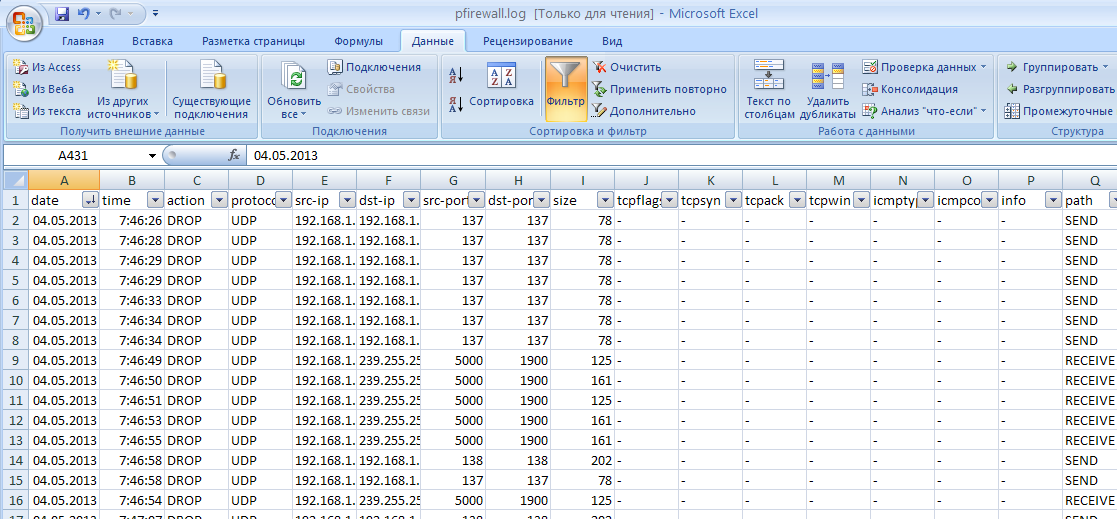 pfirewall.log [Только для чтения] - Microsoft Excel
Главная Вставка Разметка страницы Формулы Данные Рецензирование Вид
Из Access
Из Веба
Из текста
Из других источников
Существующие подключения
Получить внешние данные
Обновить все
Подключения
Свойства
Изменить связи
Подключения
Сортировка
Фильтр
Очистить
Применить повторно
Дополнительно
Сортировка и фильтр
Текст по столбцам
Удалить дубликаты
Проверка данных
Консолидация
Анализ "что-если"
Работа с данными
Группировать
Разгруппировать
Промежуточные
Структура
A431 fx 04.05.2013
A B C D E F G H I J K L M N O P Q
1 date time action protoco src-ip dst-ip src-port dst-por size tcpflags tcpsyn tcpack tcpwin icmptyp icmpco info path
2 04.05.2013 7:46:26 DROP UDP 192.168.1. 192.168.1. 137 137 78 - - - - - - - SEND
3 04.05.2013 7:46:28 DROP UDP 192.168.1. 192.168.1. 137 137 78 - - - - - - - SEND
4 04.05.2013 7:46:29 DROP UDP 192.168.1. 192.168.1. 137 137 78 - - - - - - - SEND
5 04.05.2013 7:46:29 DROP UDP 192.168.1. 192.168.1. 137 137 78 - - - - - - - SEND
6 04.05.2013 7:46:33 DROP UDP 192.168.1. 192.168.1. 137 137 78 - - - - - - - SEND
7 04.05.2013 7:46:34 DROP UDP 192.168.1. 192.168.1. 137 137 78 - - - - - - - SEND
8 04.05.2013 7:46:34 DROP UDP 192.168.1. 192.168.1. 137 137 78 - - - - - - - SEND
9 04.05.2013 7:46:49 DROP UDP 192.168.1. 239.255.25 5000 1900 125 - - - - - - - RECEIVE
10 04.05.2013 7:46:50 DROP UDP 192.168.1. 239.255.25 5000 1900 161 - - - - - - - RECEIVE
11 04.05.2013 7:46:51 DROP UDP 192.168.1. 239.255.25 5000 1900 125 - - - - - - - RECEIVE
12 04.05.2013 7:46:53 DROP UDP 192.168.1. 239.255.25 5000 1900 161 - - - - - - - RECEIVE
13 04.05.2013 7:46:55 DROP UDP 192.168.1. 239.255.25 5000 1900 161 - - - - - - - RECEIVE
14 04.05.2013 7:46:58 DROP UDP 192.168.1. 192.168.1. 138 138 202 - - - - - - - SEND
15 04.05.2013 7:46:58 DROP UDP 192.168.1. 192.168.1. 137 137 78 - - - - - - - SEND
16 04.05.2013 7:46:54 DROP UDP 192.168.1. 239.255.25 5000 1900 125 - - - - - - - RECEIVE